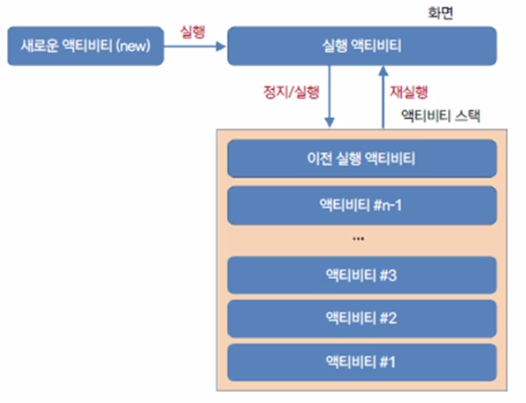 화면
새로운 액티비티 (new)
실행
실행 액티비티
정지/실행
재실행
액티비티 스택
이전 실행 액티비티
액티비티 #n-1
...
액티비티 #3
액티비티 #2
액티비티 #1